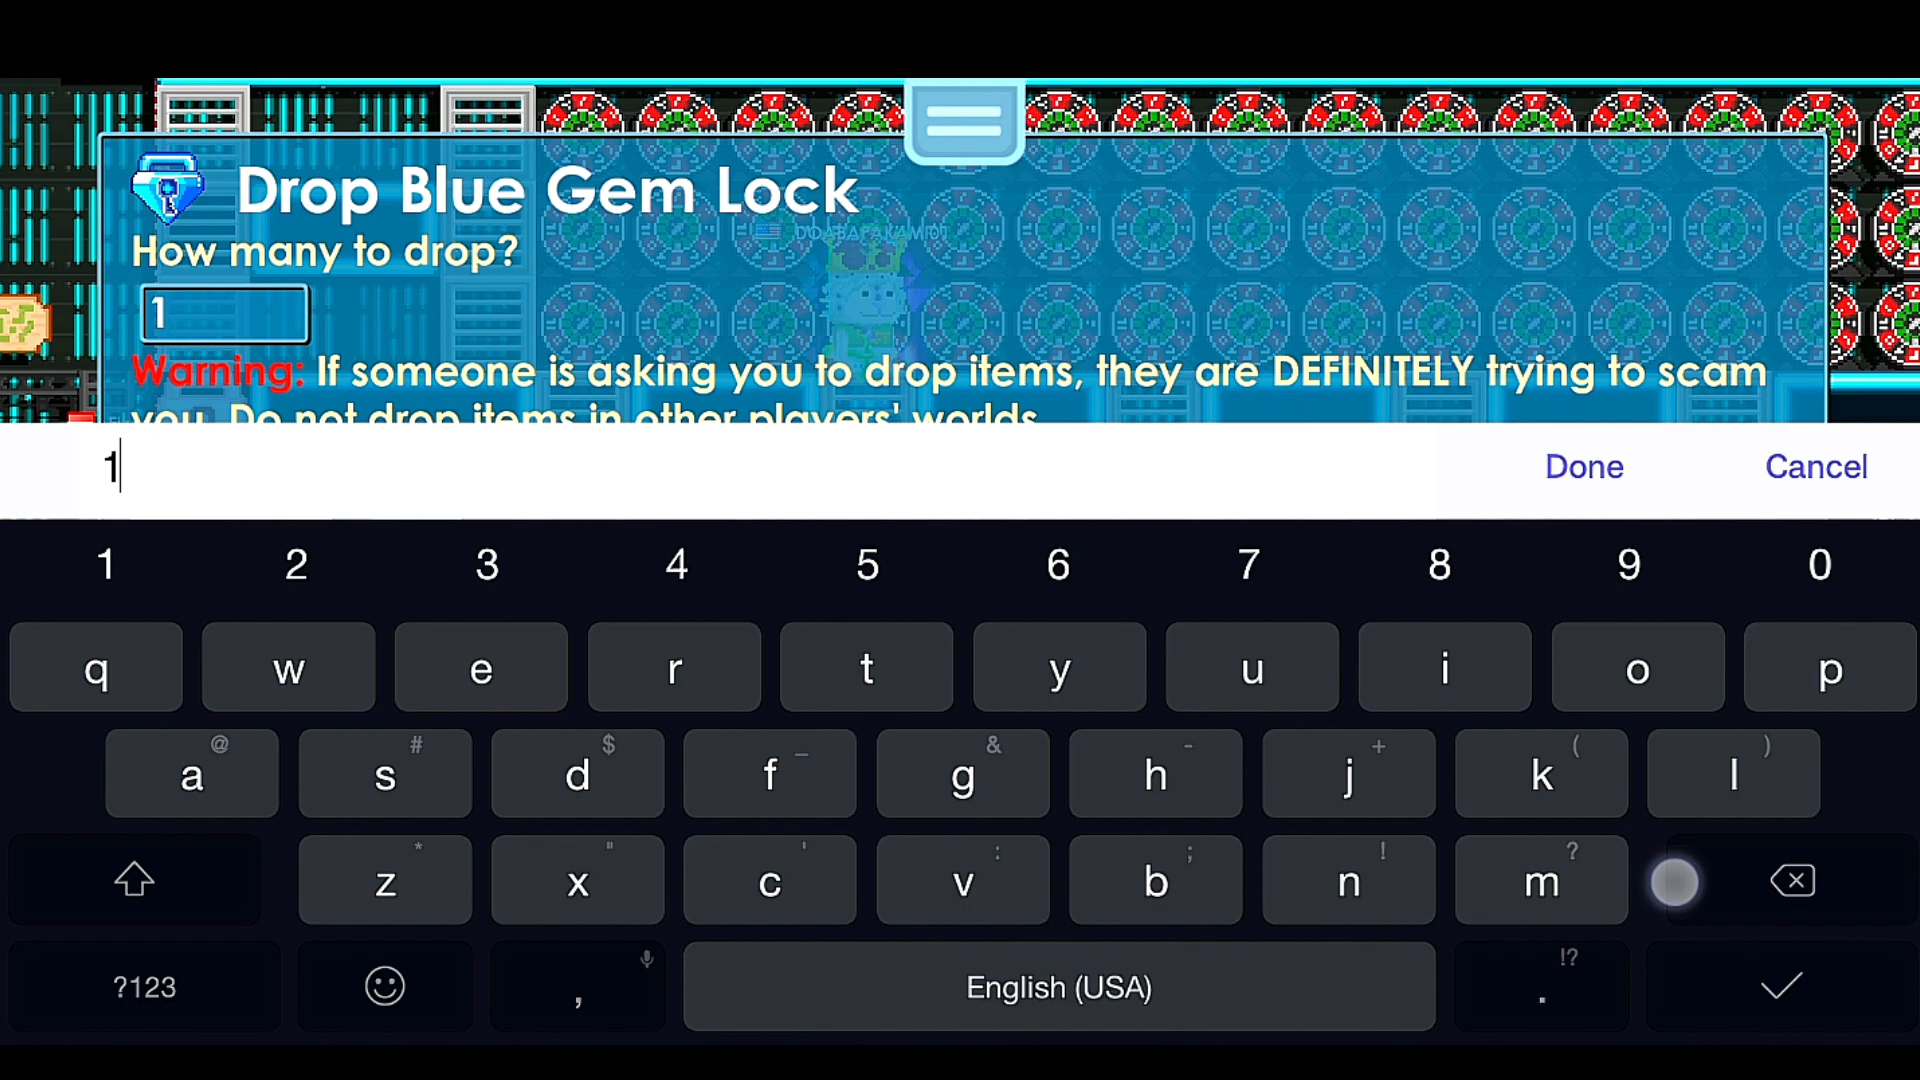 Drop Blue Gem Lock
How many to drop?
1
Warning: If someone is asking you to drop items, they are DEFINITELY trying to scam
you. Do not drop items in other players' worlds.
1
Done Cancel
1 2 3 4 5 6 7 8 9 0
q w e r t y u i o p
@ # $ _ & - + ( )
a s d f g h j k l
* " ' : ; ! ?
z x c v b n m
!?
?123 , English (USA) .